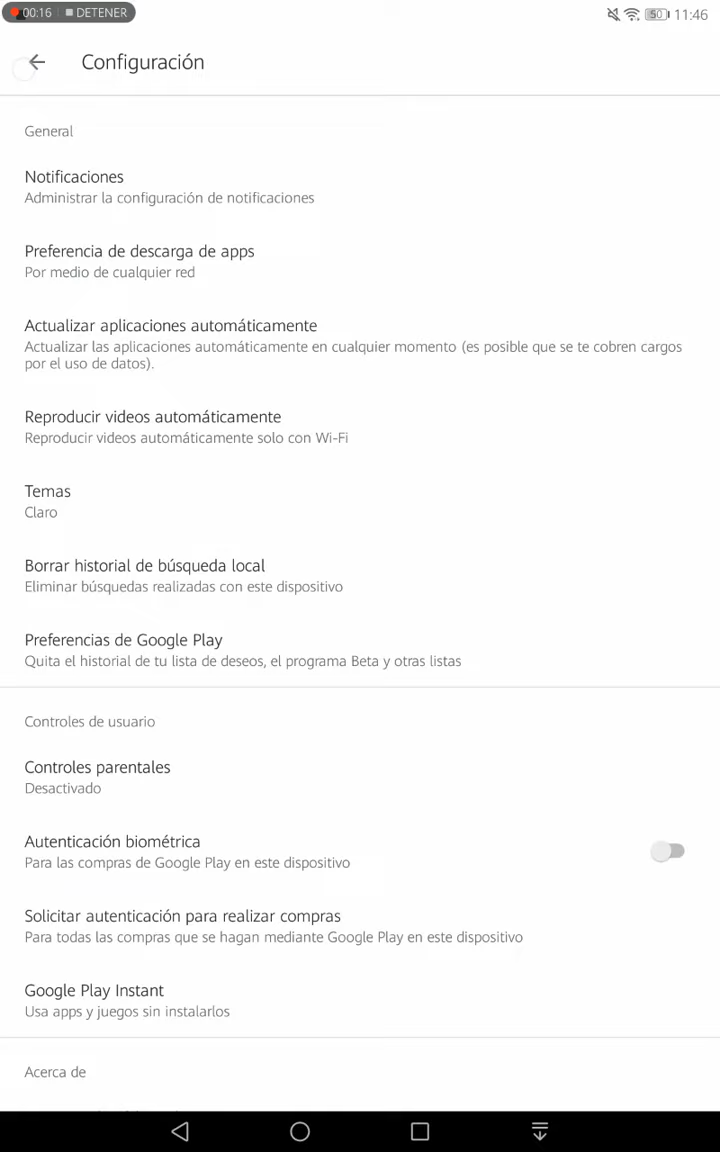 00:16 DETENER
50 11:46
Configuración
General
Notificaciones
Administrar la configuración de notificaciones
Preferencia de descarga de apps
Por medio de cualquier red
Actualizar aplicaciones automáticamente
Actualizar las aplicaciones automáticamente en cualquier momento (es posible que se te cobren cargos
por el uso de datos).
Reproducir videos automáticamente
Reproducir videos automáticamente solo con Wi-Fi
Temas
Claro
Borrar historial de búsqueda local
Eliminar búsquedas realizadas con este dispositivo
Preferencias de Google Play
Quita el historial de tu lista de deseos, el programa Beta y otras listas
Controles de usuario
Controles parentales
Desactivado
Autenticación biométrica
Para las compras de Google Play en este dispositivo
Solicitar autenticación para realizar compras
Para todas las compras que se hagan mediante Google Play en este dispositivo
Google Play Instant
Usa apps y juegos sin instalarlos
Acerca de